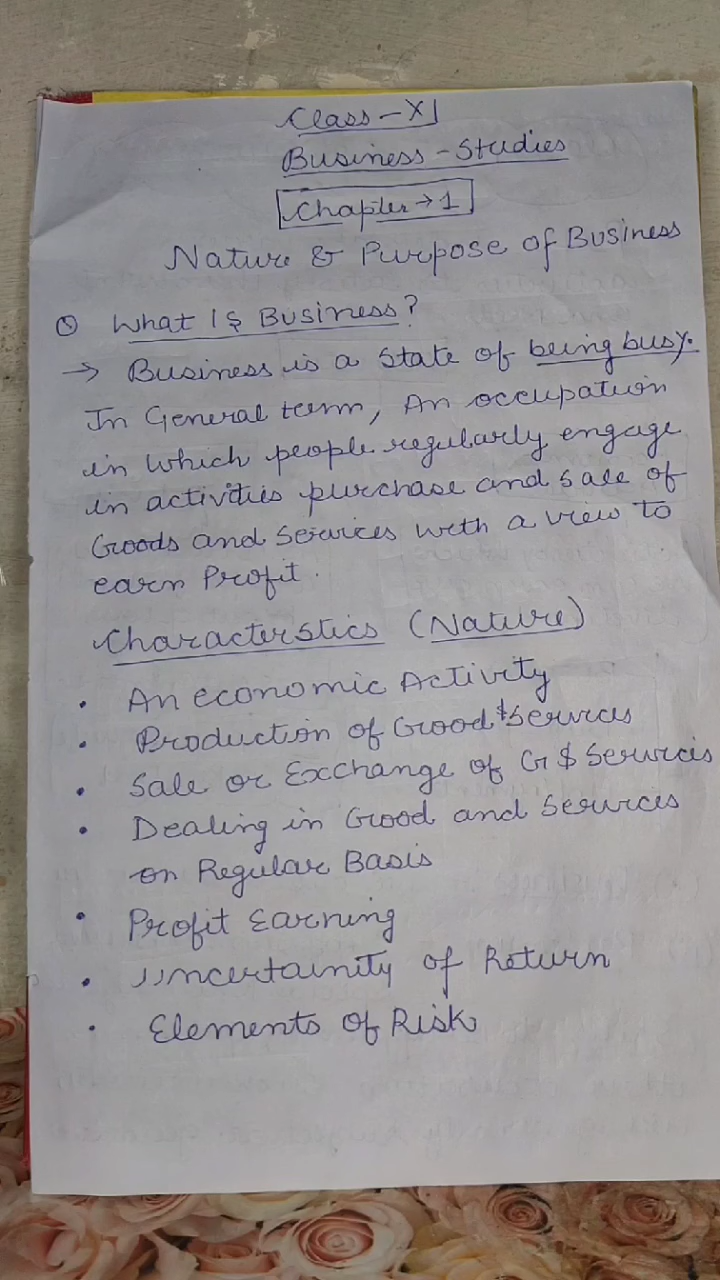 Class - XI
Business - Studies
Chapter → 1
Nature & Purpose of Business
Q What Is Business?
→ Business is a State of being busy.
In General term, An occupation
in which people regularly engage
in activities purchase and sale of
Goods and Services with a view to
earn Profit.
Characterstics (Nature)
• An economic Activity
• Production of Good & Services
• Sale or Exchange of G & Services
• Dealing in Good and Services
on Regular Basis
• Profit Earning
• Uncertainity of Return
• Elements of Risk